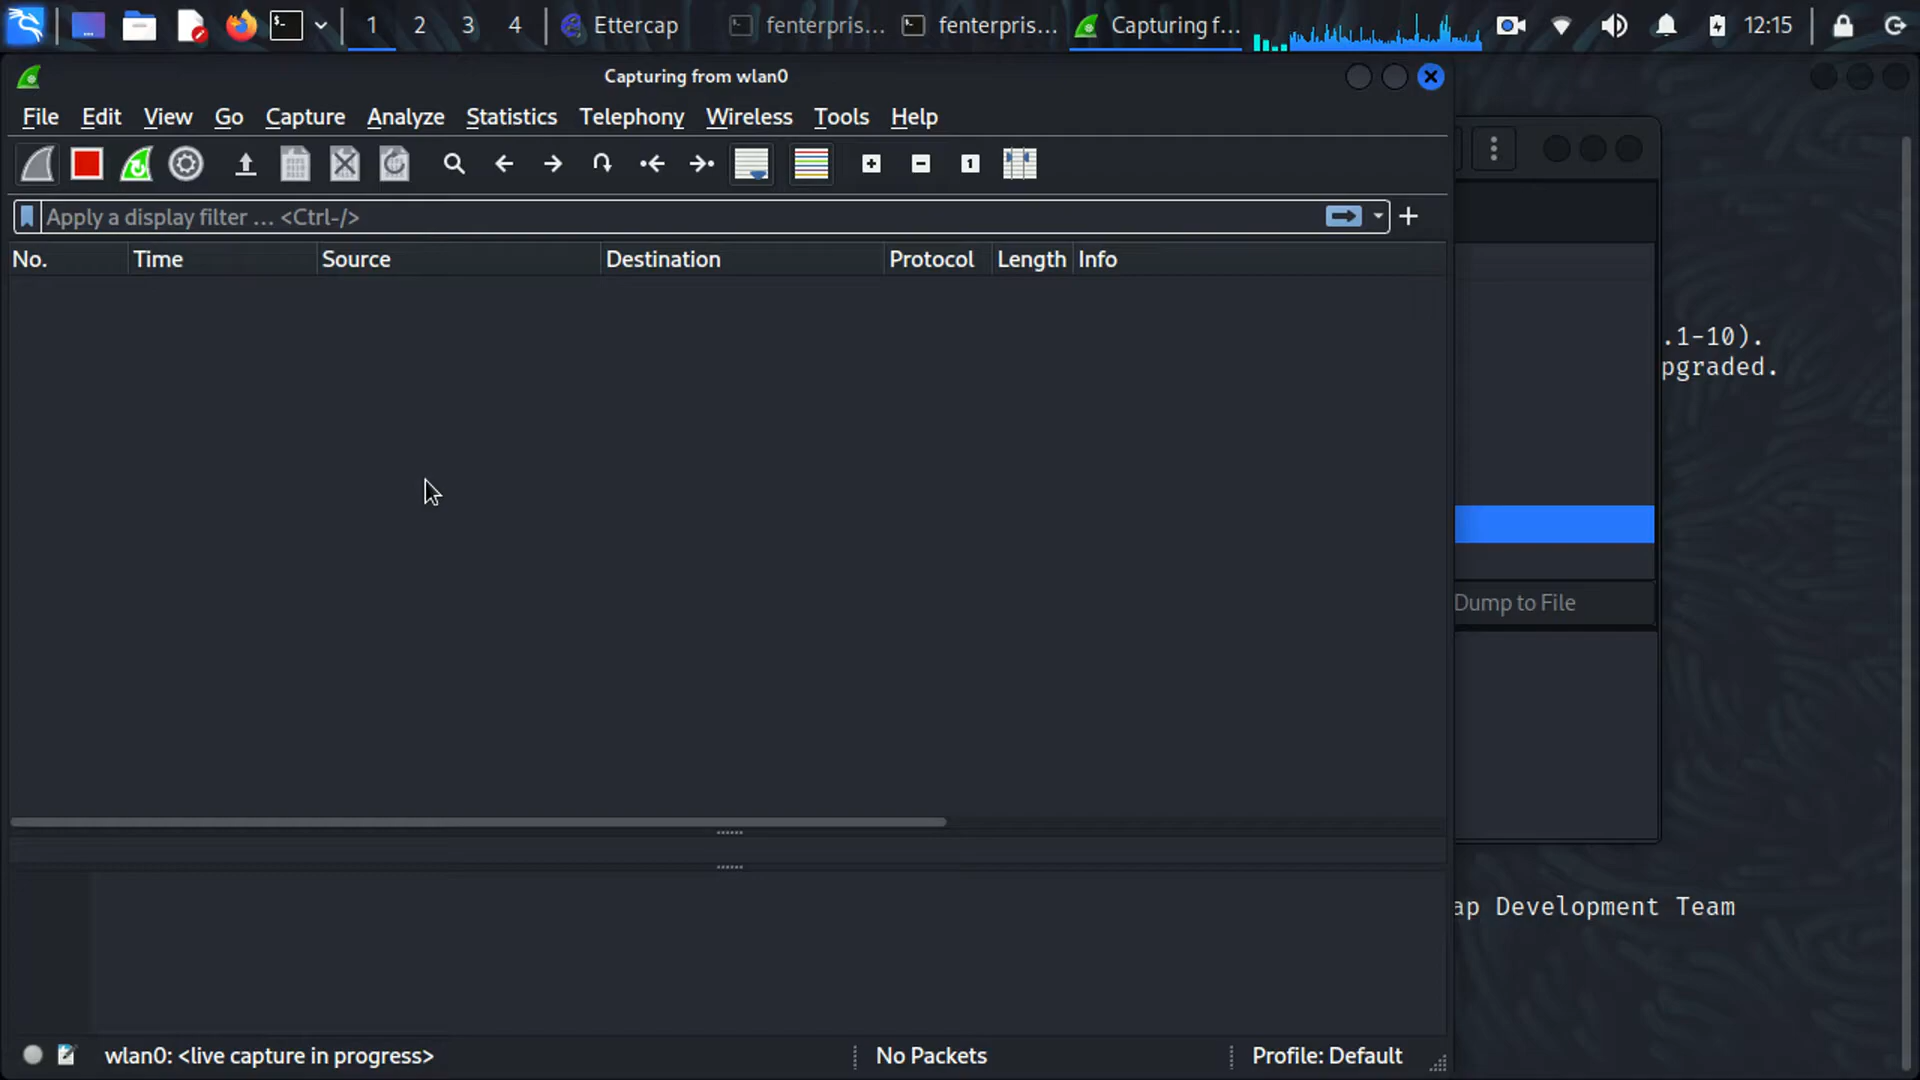 1 2 3 4 Ettercap fenterpris... fenterpris... Capturing f... 12:15
Capturing from wlan0
File Edit View Go Capture Analyze Statistics Telephony Wireless Tools Help
Apply a display filter ... <Ctrl-/>
No. Time Source Destination Protocol Length Info
.1-10).
pgraded.
Dump to File
ap Development Team
wlan0: <live capture in progress> No Packets Profile: Default